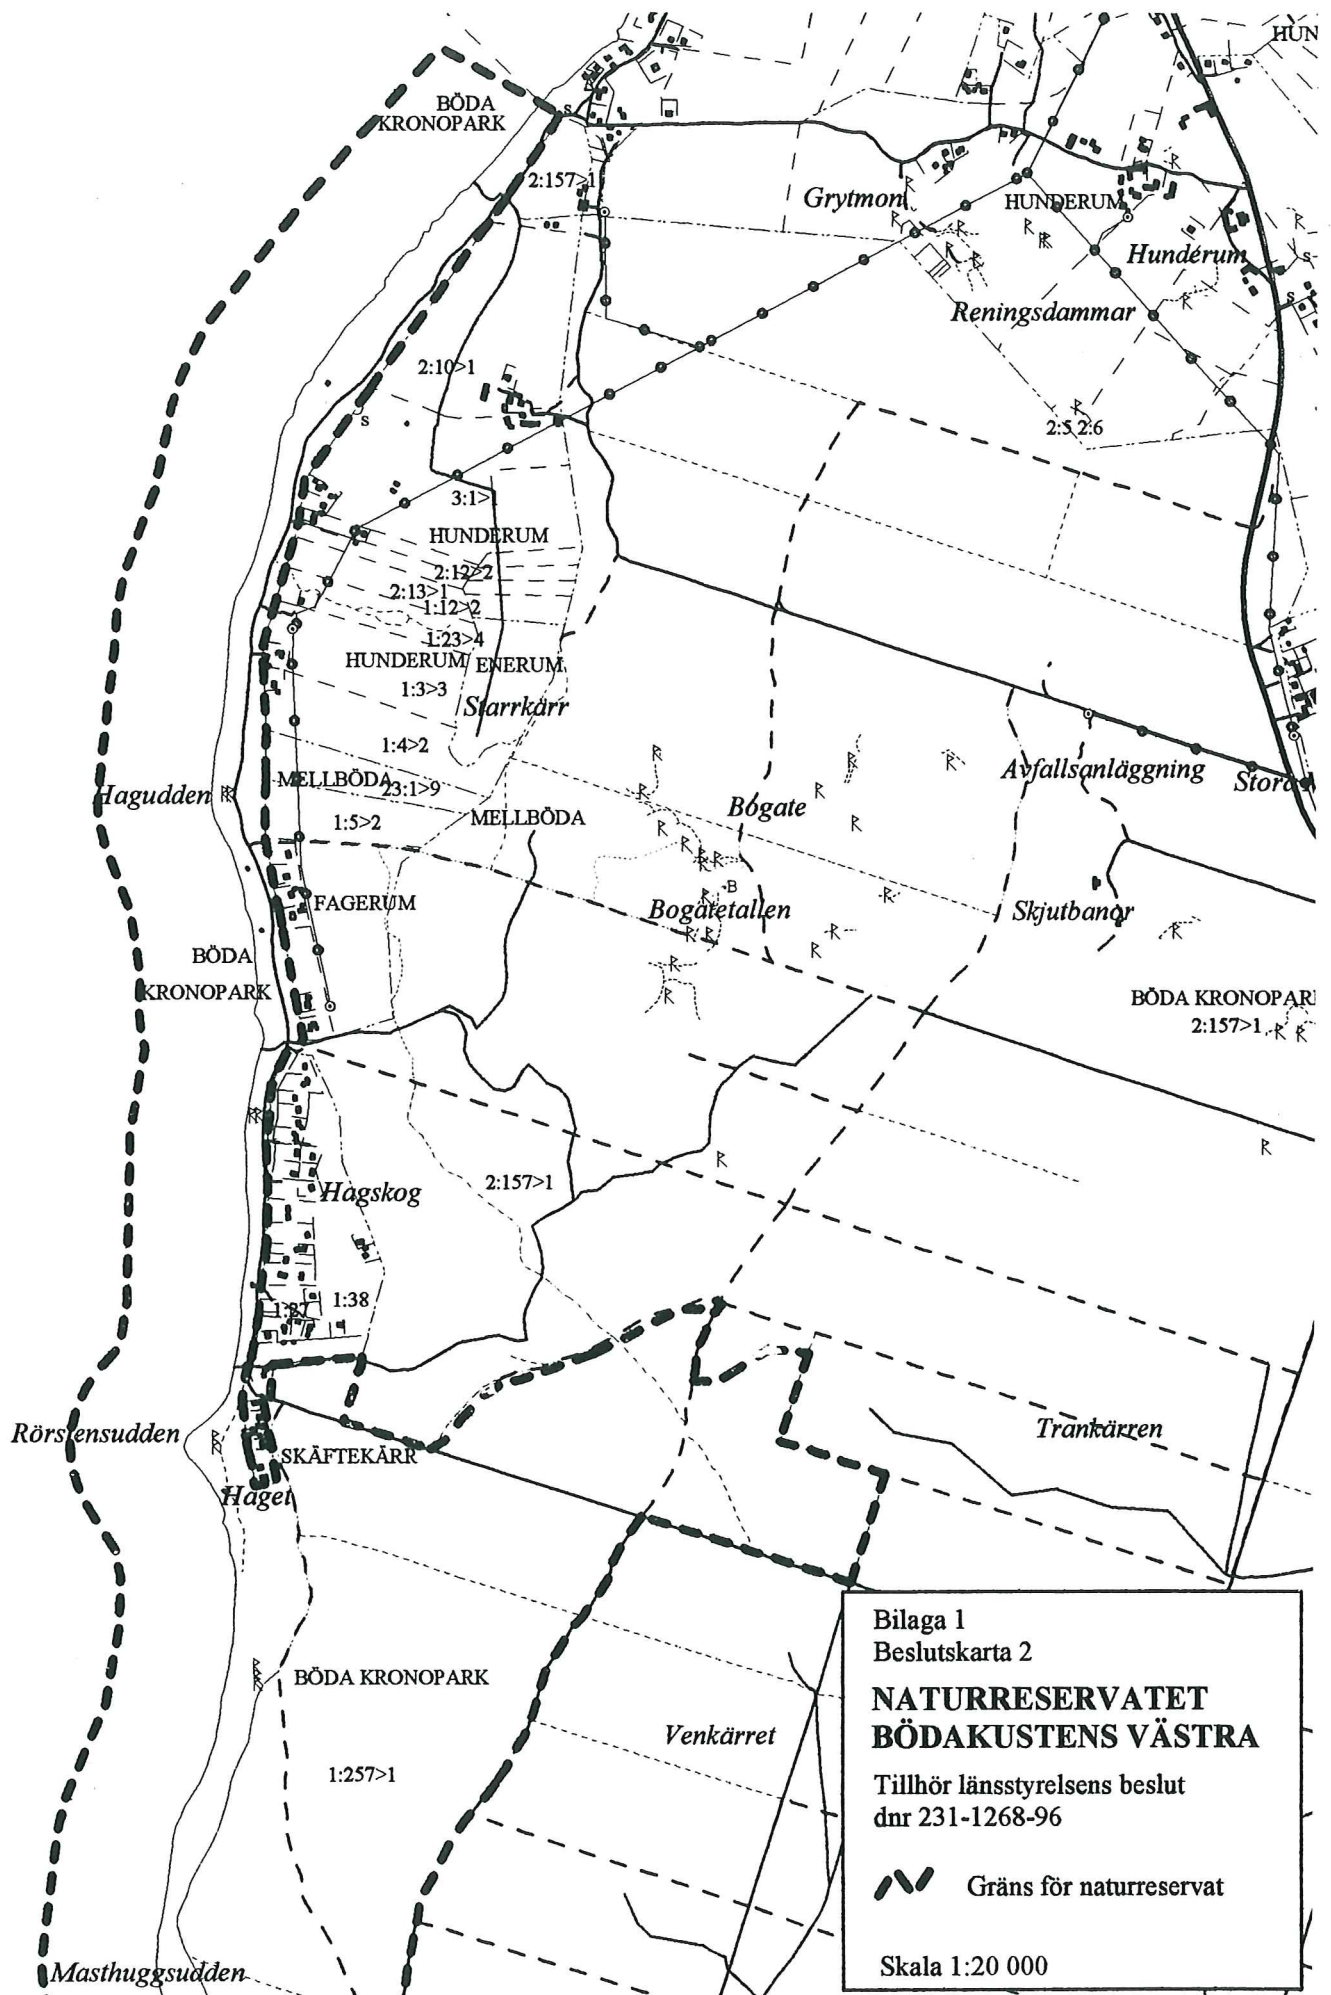 HUN
BÖDA
KRONOPARK
s
2:157>1
Grytmon
HUNDERUM
Hunderum
s
s
Reningsdammar
2:10>1
s
2:5 2:6
3:1>1
HUNDERUM
2:12>2
2:13>1
1:12>2
1:23>4
HUNDERUM
ENERUM
1:3>3
Starrkärr
1:4>2
Hagudden
MELLBÖDA
23:1>9
Avfallsanläggning
Stora
1:5>2
MELLBÖDA
Bogate
B
FAGERUM
Bogatetallen
Skjutbanor
BÖDA
KRONOPARK
BÖDA KRONOPAR
2:157>1
Hagskog
2:157>1
1:27
1:38
Rörstensudden
Trankärren
SKÄFTEKÄRR
Haget
BÖDA KRONOPARK
Venkärret
1:257>1
Masthuggsudden
Bilaga 1
Beslutskarta 2
NATURRESERVATET
BÖDAKUSTENS VÄSTRA
Tillhör länsstyrelsens beslut
dnr 231-1268-96
Gräns för naturreservat
Skala 1:20 000